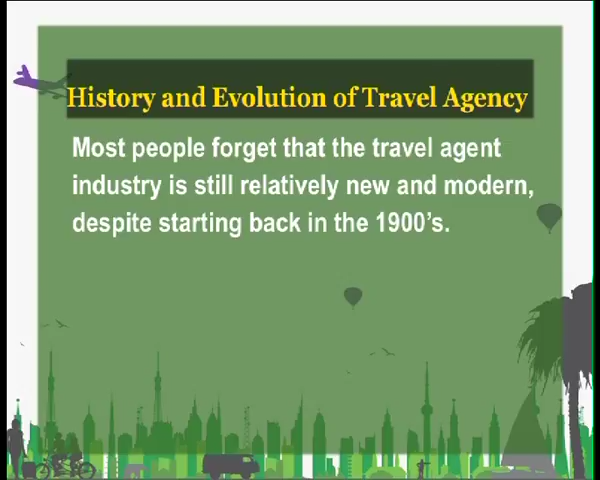 History and Evolution of Travel Agency
Most people forget that the travel agent
industry is still relatively new and modern,
despite starting back in the 1900's.